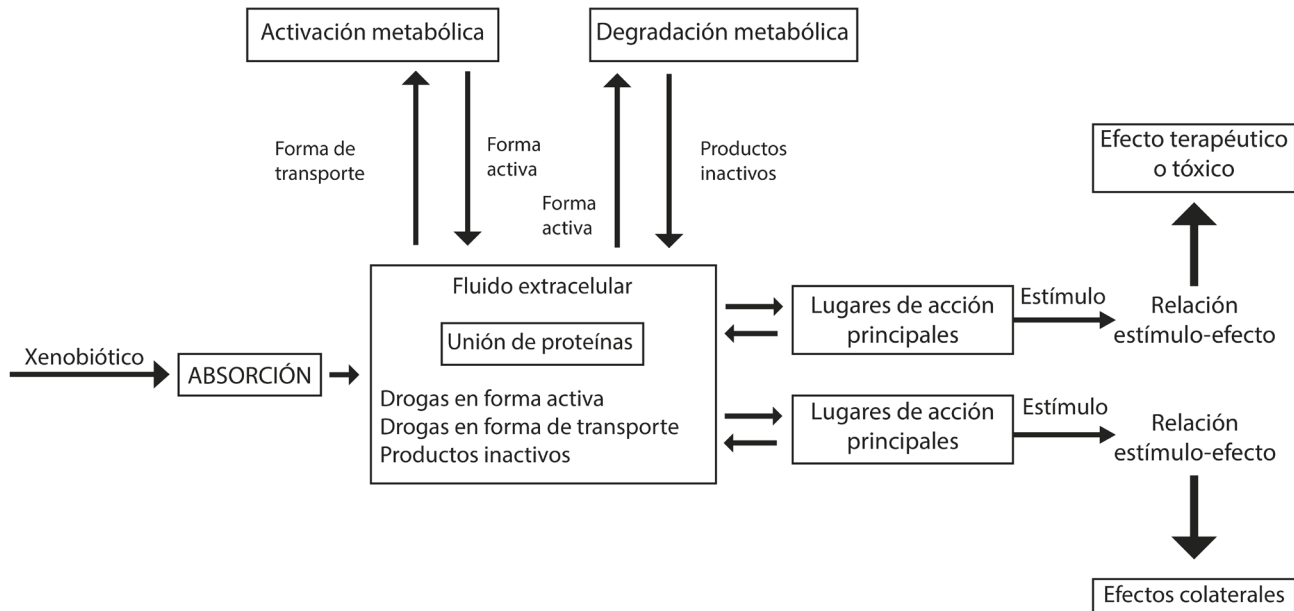 Activación metabólica
Degradación metabólica
Forma de
transporte
Forma
activa
Forma
activa
Productos
inactivos
Efecto terapéutico
o tóxico
Xenobiótico
ABSORCIÓN
Fluido extracelular
Unión de proteínas
Drogas en forma activa
Drogas en forma de transporte
Productos inactivos
Lugares de acción
principales
Estímulo
Relación
estímulo-efecto
Lugares de acción
principales
Estímulo
Relación
estímulo-efecto
Efectos colaterales